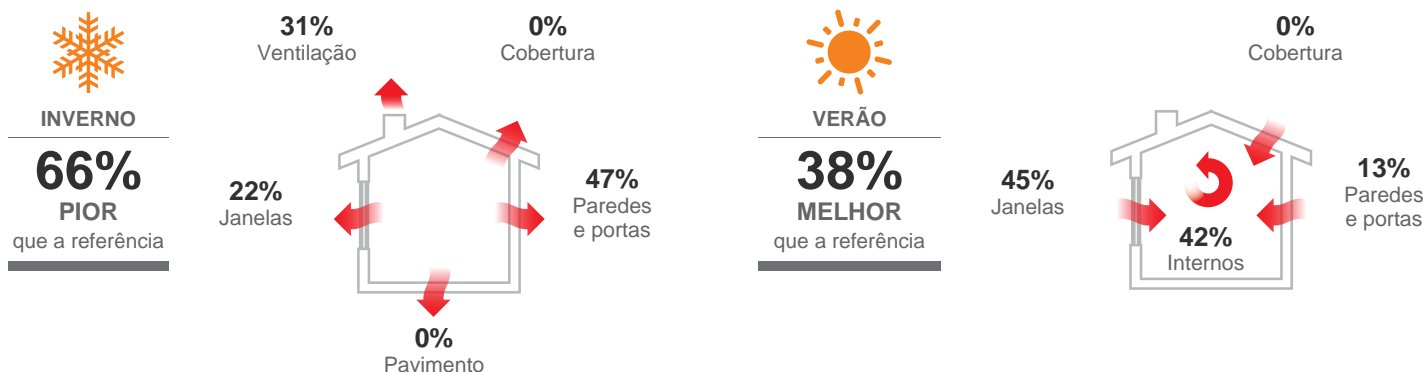 INVERNO
66%
PIOR
que a referência
31%
Ventilação
0%
Cobertura
22%
Janelas
47%
Paredes
e portas
0%
Pavimento
VERÃO
38%
MELHOR
que a referência
0%
Cobertura
45%
Janelas
13%
Paredes
e portas
42%
Internos